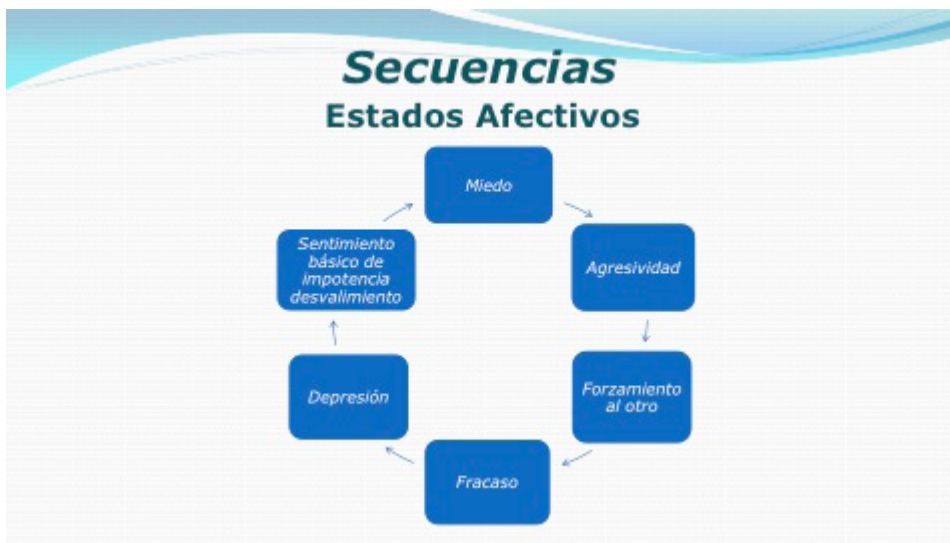 Secuencias
Estados Afectivos
Miedo
Agresividad
Forzamiento
al otro
Fracaso
Depresión
Sentimiento
básico de
impotencia
desvalimiento